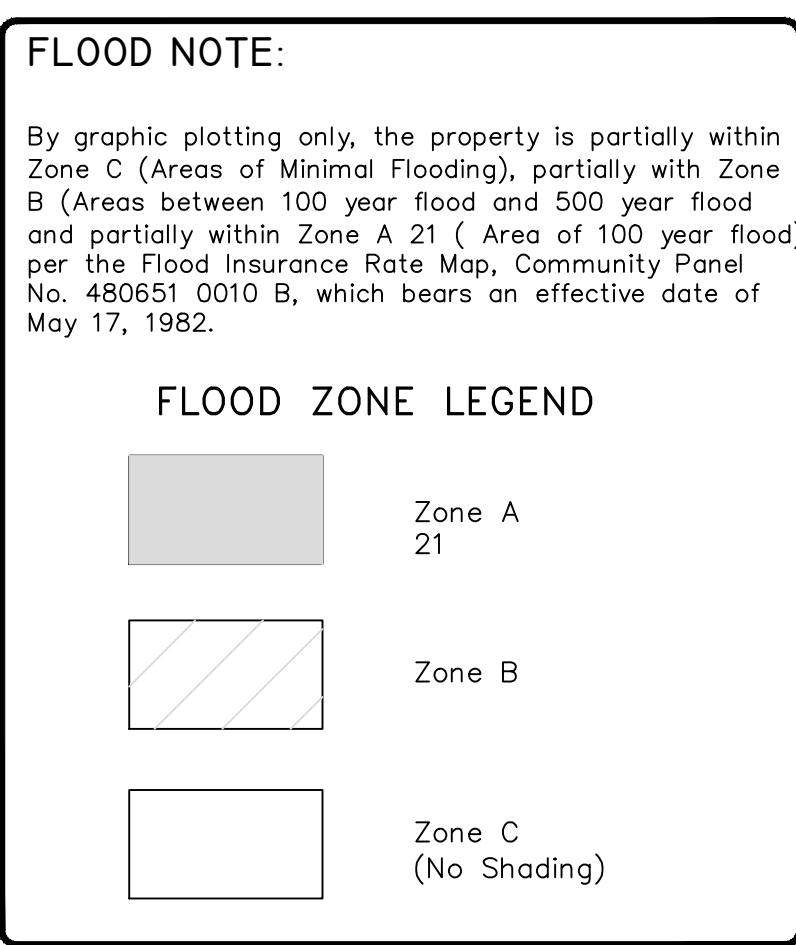 FLOOD NOTE:
By graphic plotting only, the property is partially within
Zone C (Areas of Minimal Flooding), partially with Zone
B (Areas between 100 year flood and 500 year flood
and partially within Zone A 21 ( Area of 100 year flood)
per the Flood Insurance Rate Map, Community Panel
No. 480651 0010 B, which bears an effective date of
May 17, 1982.
FLOOD ZONE LEGEND
Zone A
21
Zone B
Zone C
(No Shading)